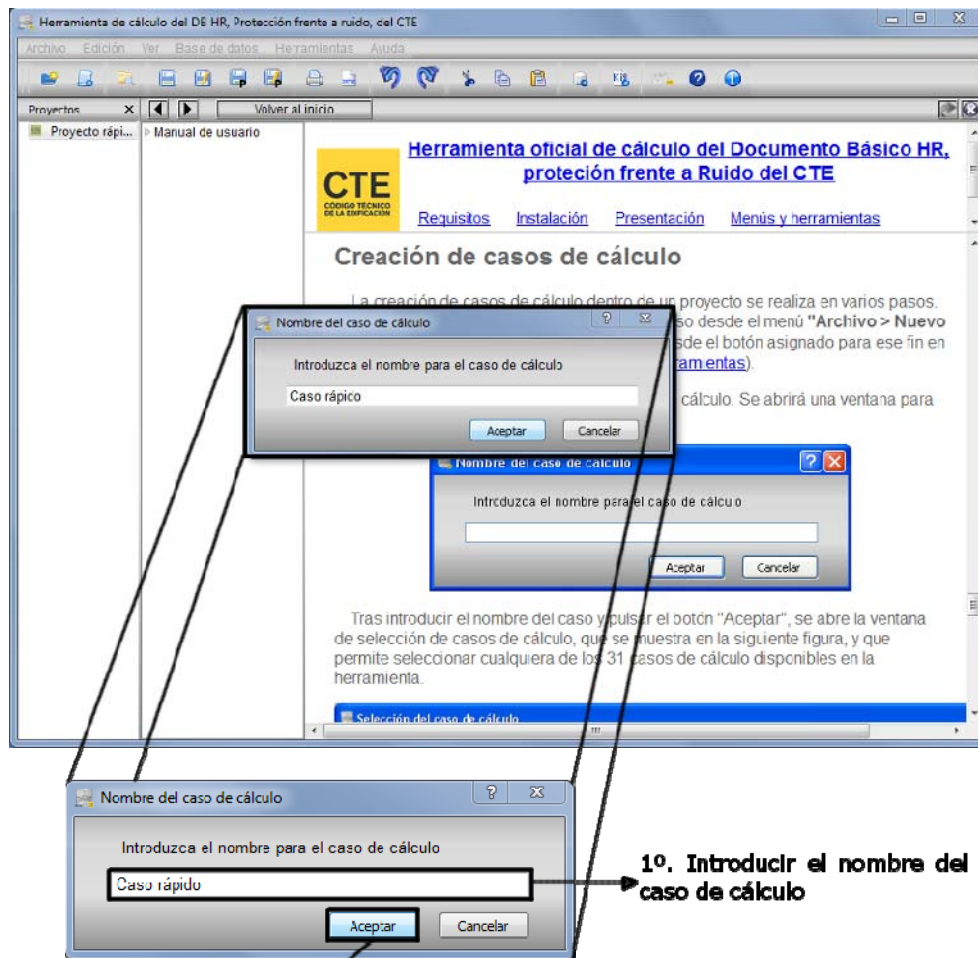 Herramienta de cálculo del DB HR, Protección frente a ruido, del CTE
Archivo Edición Ver Base de datos Herramientas Ayuda
Proyectos X Volver al inicio
Proyecto rápi... Manual de usuario
Herramienta oficial de cálculo del Documento Básico HR,
proteción frente a Ruido del CTE
CTE
CÓDIGO TÉCNICO
DE LA EDIFICACIÓN
Requisitos Instalación Presentación Menús y herramientas
Creación de casos de cálculo
La creación de casos de cálculo dentro de un proyecto se realiza en varios pasos.
so desde el menú "Archivo > Nuevo
sde el botón asignado para ese fin en
ramientas).
cálculo. Se abrirá una ventana para
Nombre del caso de cálculo
Introduzca el nombre para el caso de cálculo
Caso rápico
Aceptar Cancelar
Nombre del caso de cálculo
Introduzca el nombre para el caso de cálculo
Aceptar Cancelar
Tras introducir el nombre del caso y pulsar el botón "Aceptar", se abre la ventana
de selección de casos de cálculo, que se muestra en la siguiente figura, y que
permite seleccionar cualquiera de los 31 casos de cálculo disponibles en la
herramienta.
Selección del caso de cálculo
Nombre del caso de cálculo
Introduzca el nombre para el caso de cálculo
Caso rápido
Aceptar Cancelar
1º. Introducir el nombre del
caso de cálculo